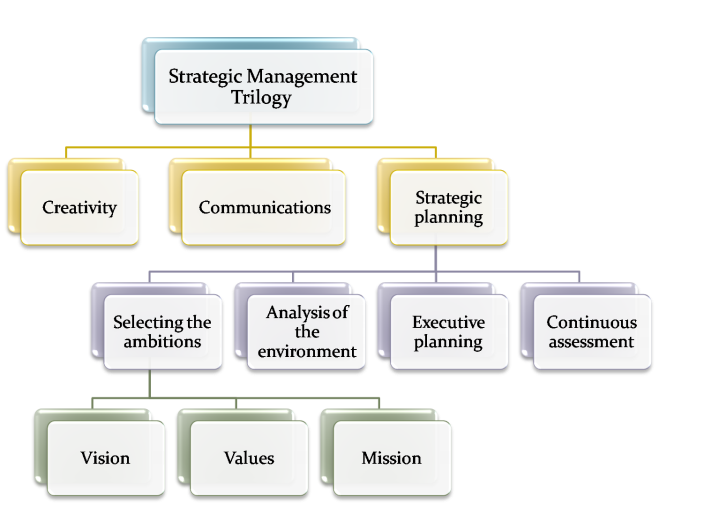 Strategic Management
Trilogy
Creativity
Communications
Strategic
planning
Selecting the
ambitions
Analysis of
the
environment
Executive
planning
Continuous
assessment
Vision
Values
Mission